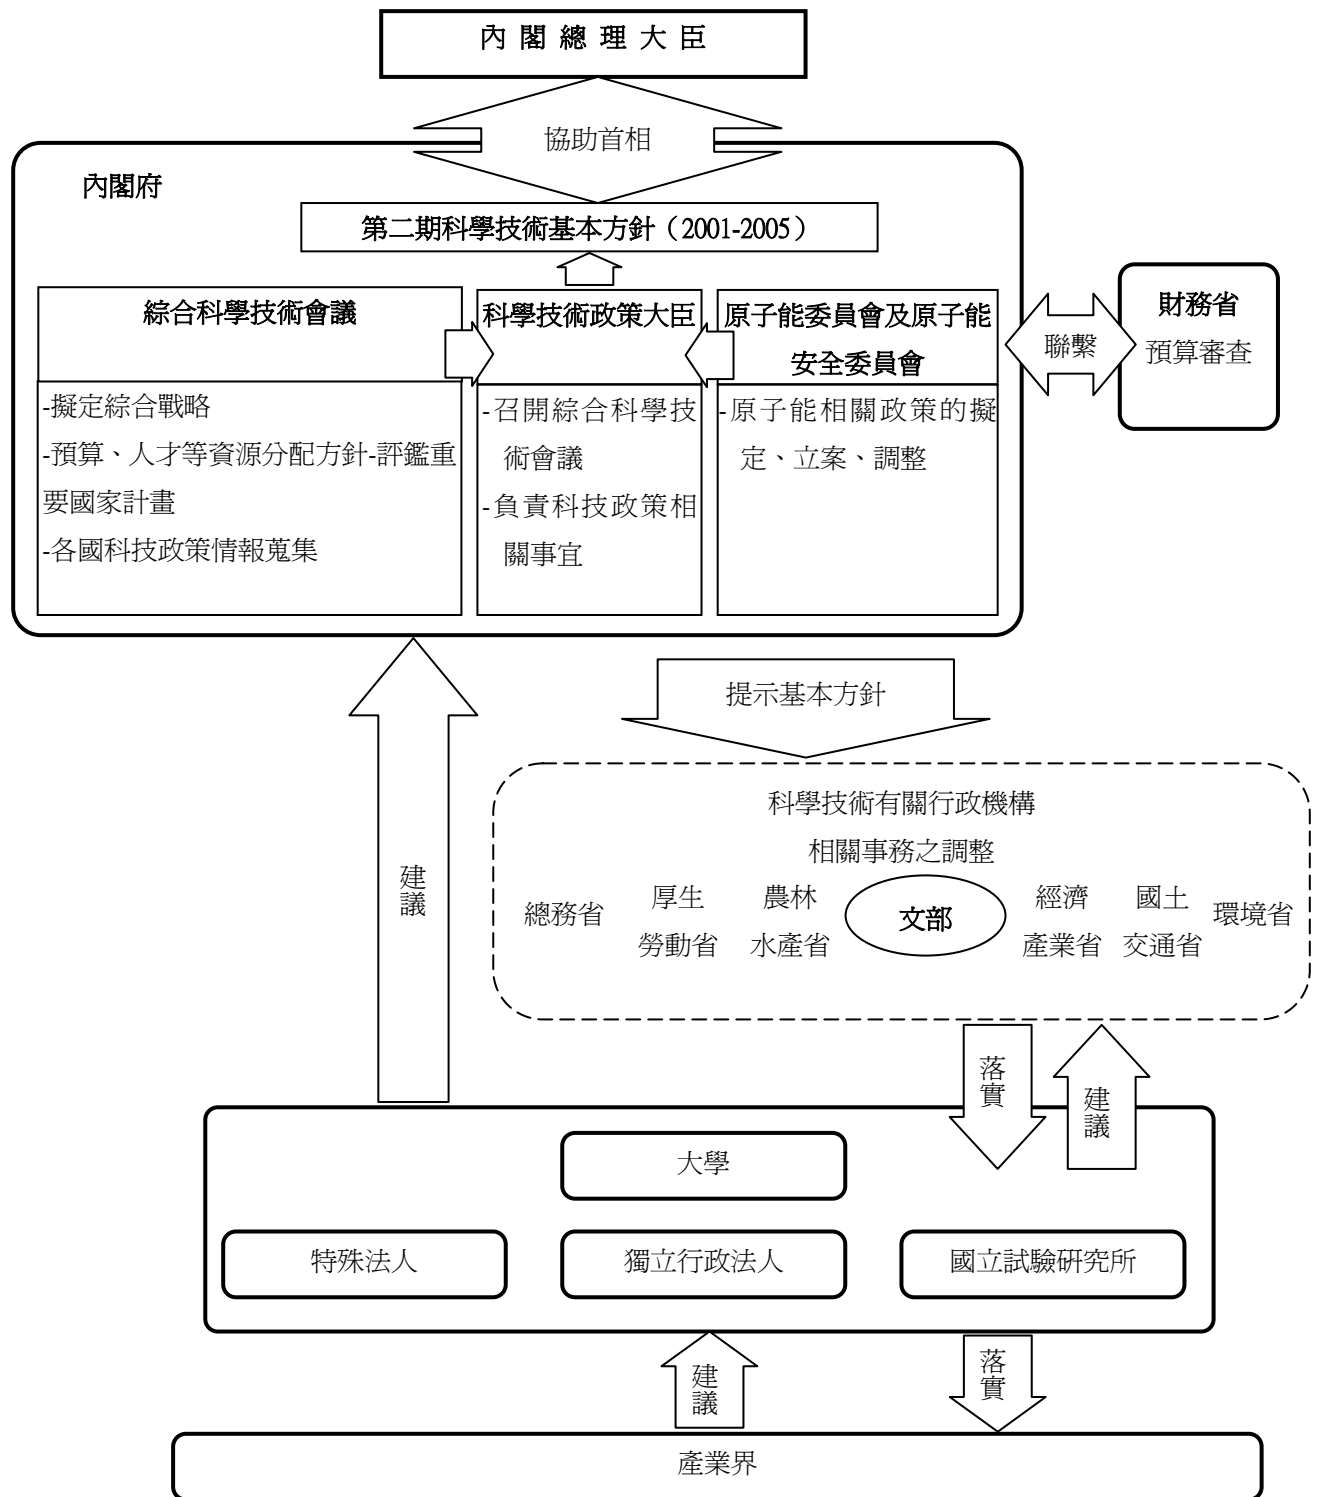 內閣總理大臣
協助首相
內閣府
第二期科學技術基本方針（2001-2005）
綜合科學技術會議
-擬定綜合戰略
-預算、人才等資源分配方針-評鑑重
要國家計畫
-各國科技政策情報蒐集
科學技術政策大臣
-召開綜合科學技
術會議
-負責科技政策相
關事宜
原子能委員會及原子能
安全委員會
-原子能相關政策的擬
定、立案、調整
聯繫
財務省
預算審查
提示基本方針
建議
科學技術有關行政機構
相關事務之調整
總務省
厚生
勞動省
農林
水產省
文部
經濟
產業省
國土
交通省
環境省
落實
建議
大學
特殊法人
獨立行政法人
國立試驗研究所
建議
落實
產業界